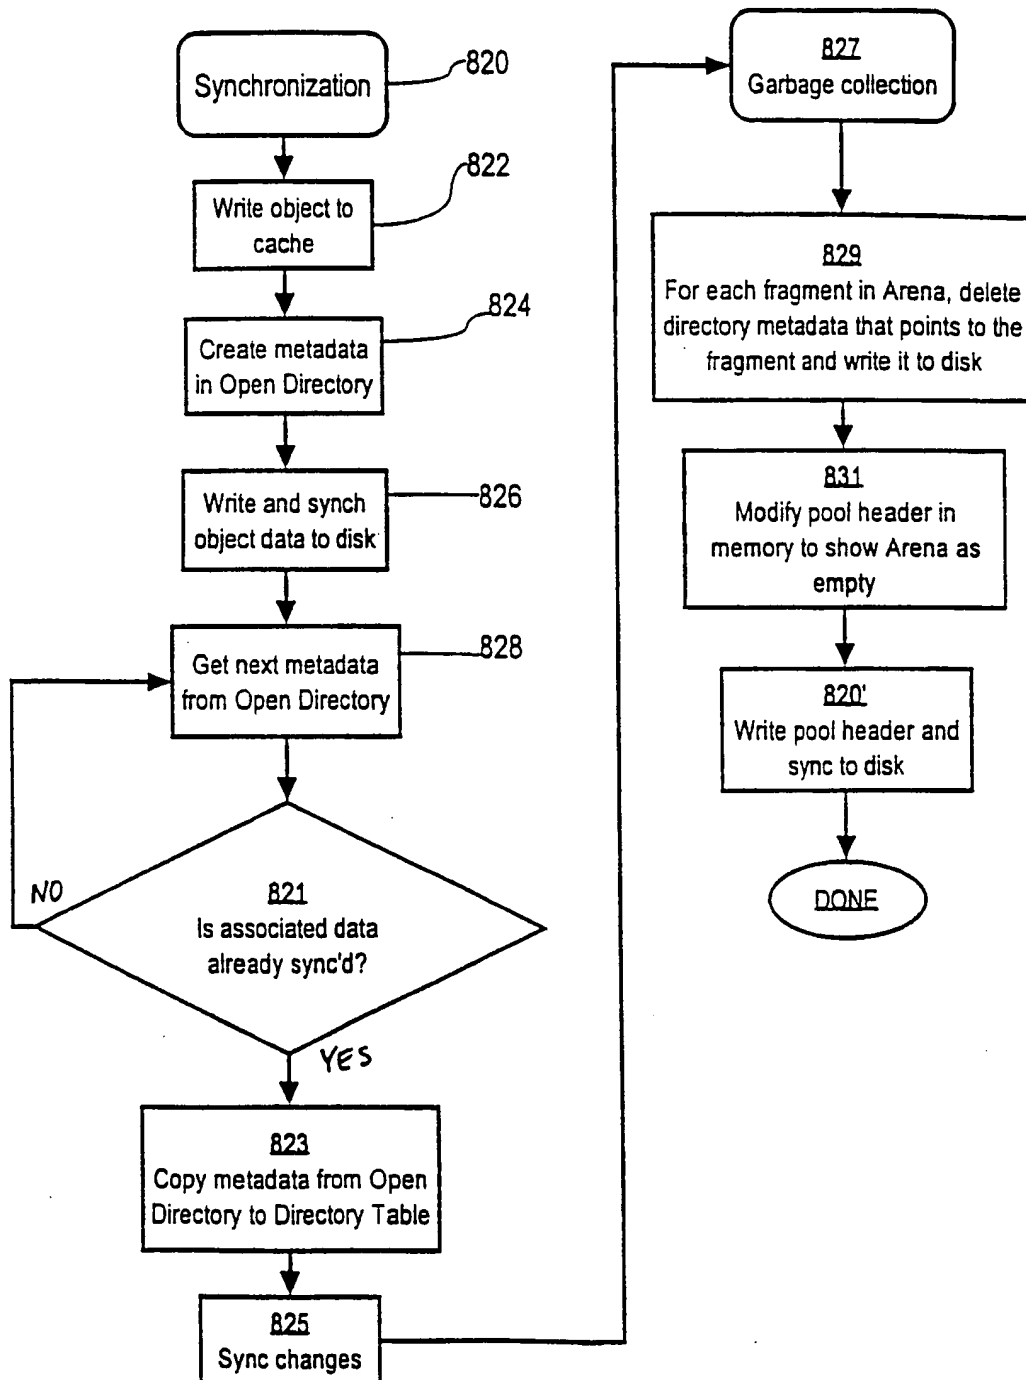 Synchronization
820
Write object to
cache
822
Create metadata
in Open Directory
824
Write and synch
object data to disk
826
Get next metadata
from Open Directory
828
NO
821
Is associated data
already sync'd?
YES
823
Copy metadata from Open
Directory to Directory Table
825
Sync changes
827
Garbage collection
829
For each fragment in Arena, delete
directory metadata that points to the
fragment and write it to disk
831
Modify pool header in
memory to show Arena as
empty
820'
Write pool header and
sync to disk
DONE